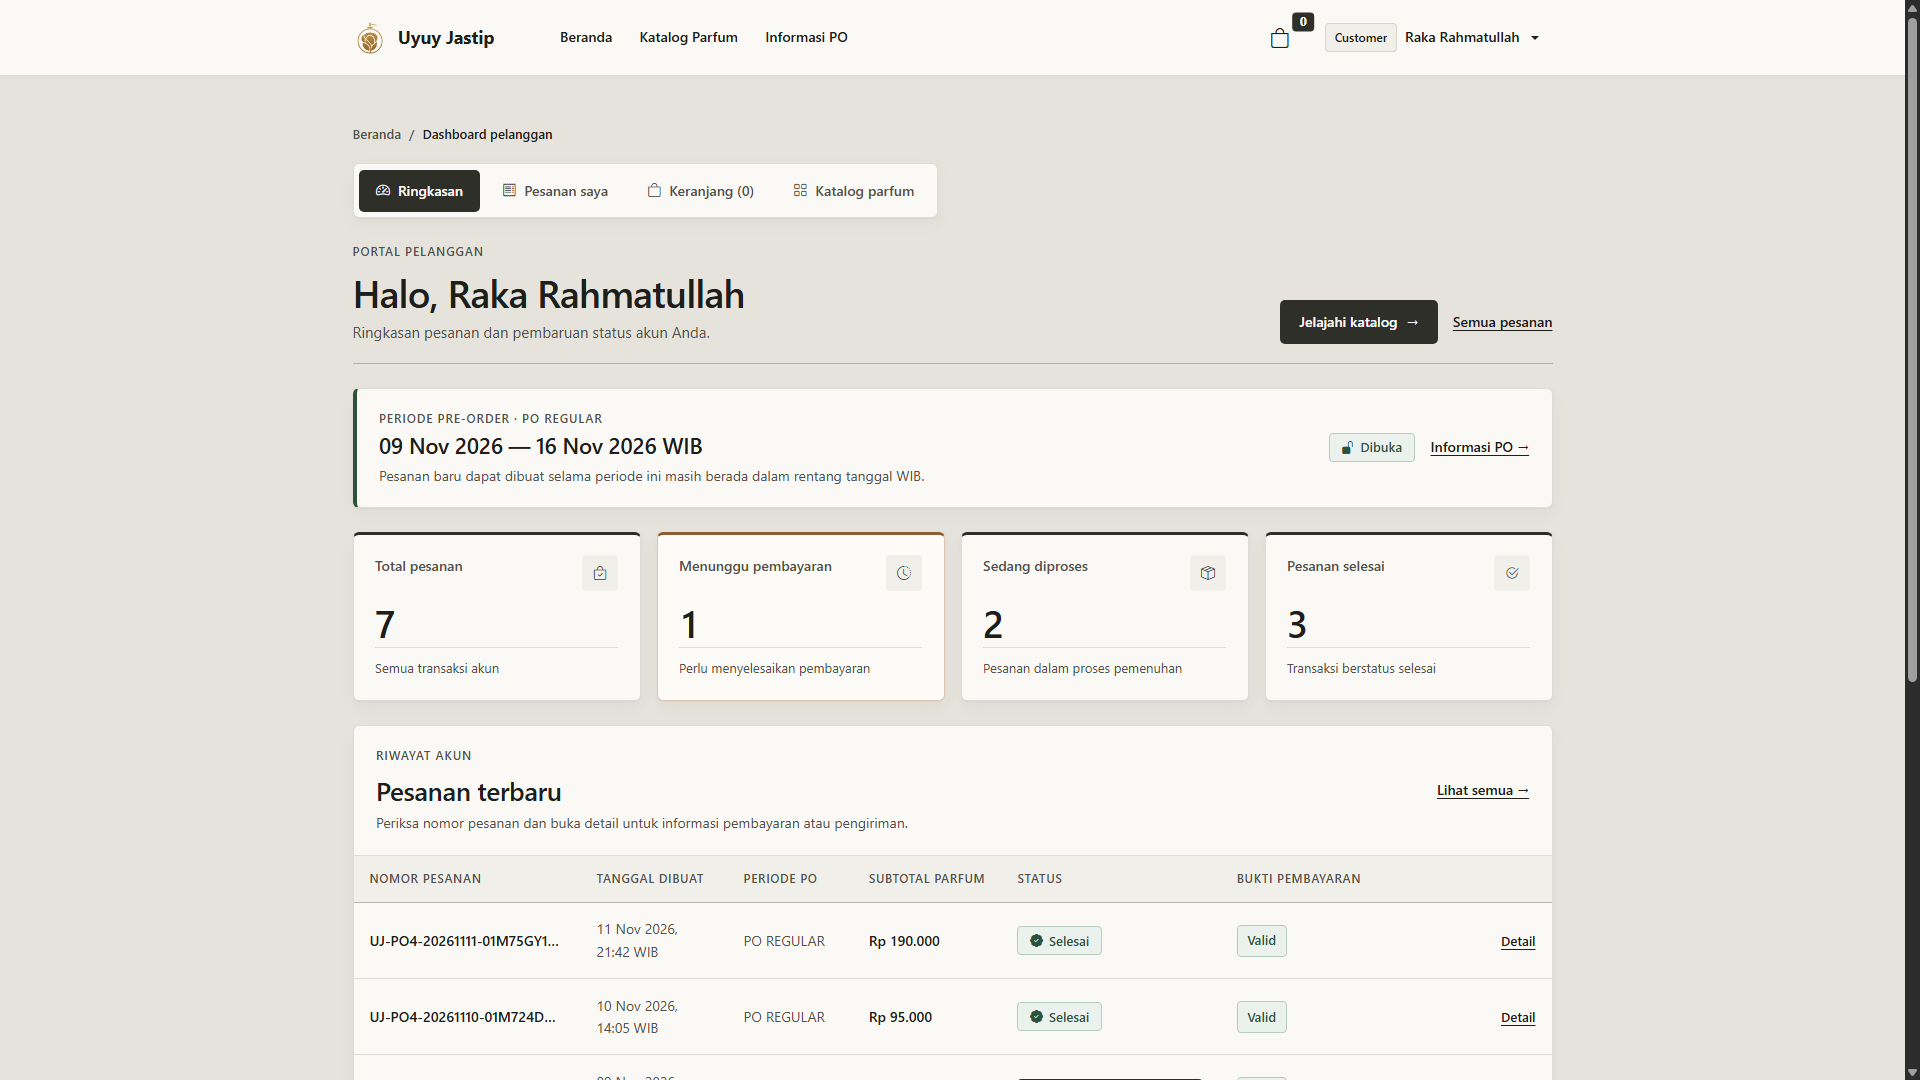 Uyuy Jastip
Beranda
Katalog Parfum
Informasi PO
0
Customer
Raka Rahmatullah
Beranda / Dashboard pelanggan
Ringkasan
Pesanan saya
Keranjang (0)
Katalog parfum
PORTAL PELANGGAN
Halo, Raka Rahmatullah
Ringkasan pesanan dan pembaruan status akun Anda.
Jelajahi katalog →
Semua pesanan
PERIODE PRE-ORDER · PO REGULAR
09 Nov 2026 — 16 Nov 2026 WIB
Pesanan baru dapat dibuat selama periode ini masih berada dalam rentang tanggal WIB.
Dibuka
Informasi PO →
Total pesanan
7
Semua transaksi akun
Menunggu pembayaran
1
Perlu menyelesaikan pembayaran
Sedang diproses
2
Pesanan dalam proses pemenuhan
Pesanan selesai
3
Transaksi berstatus selesai
RIWAYAT AKUN
Pesanan terbaru
Periksa nomor pesanan dan buka detail untuk informasi pembayaran atau pengiriman.
Lihat semua →
NOMOR PESANAN TANGGAL DIBUAT PERIODE PO SUBTOTAL PARFUM STATUS BUKTI PEMBAYARAN
UJ-PO4-20261111-01M75GY1...
11 Nov 2026,
21:42 WIB
PO REGULAR
Rp 190.000
Selesai
Valid
Detail
UJ-PO4-20261110-01M724D...
10 Nov 2026,
14:05 WIB
PO REGULAR
Rp 95.000
Selesai
Valid
Detail